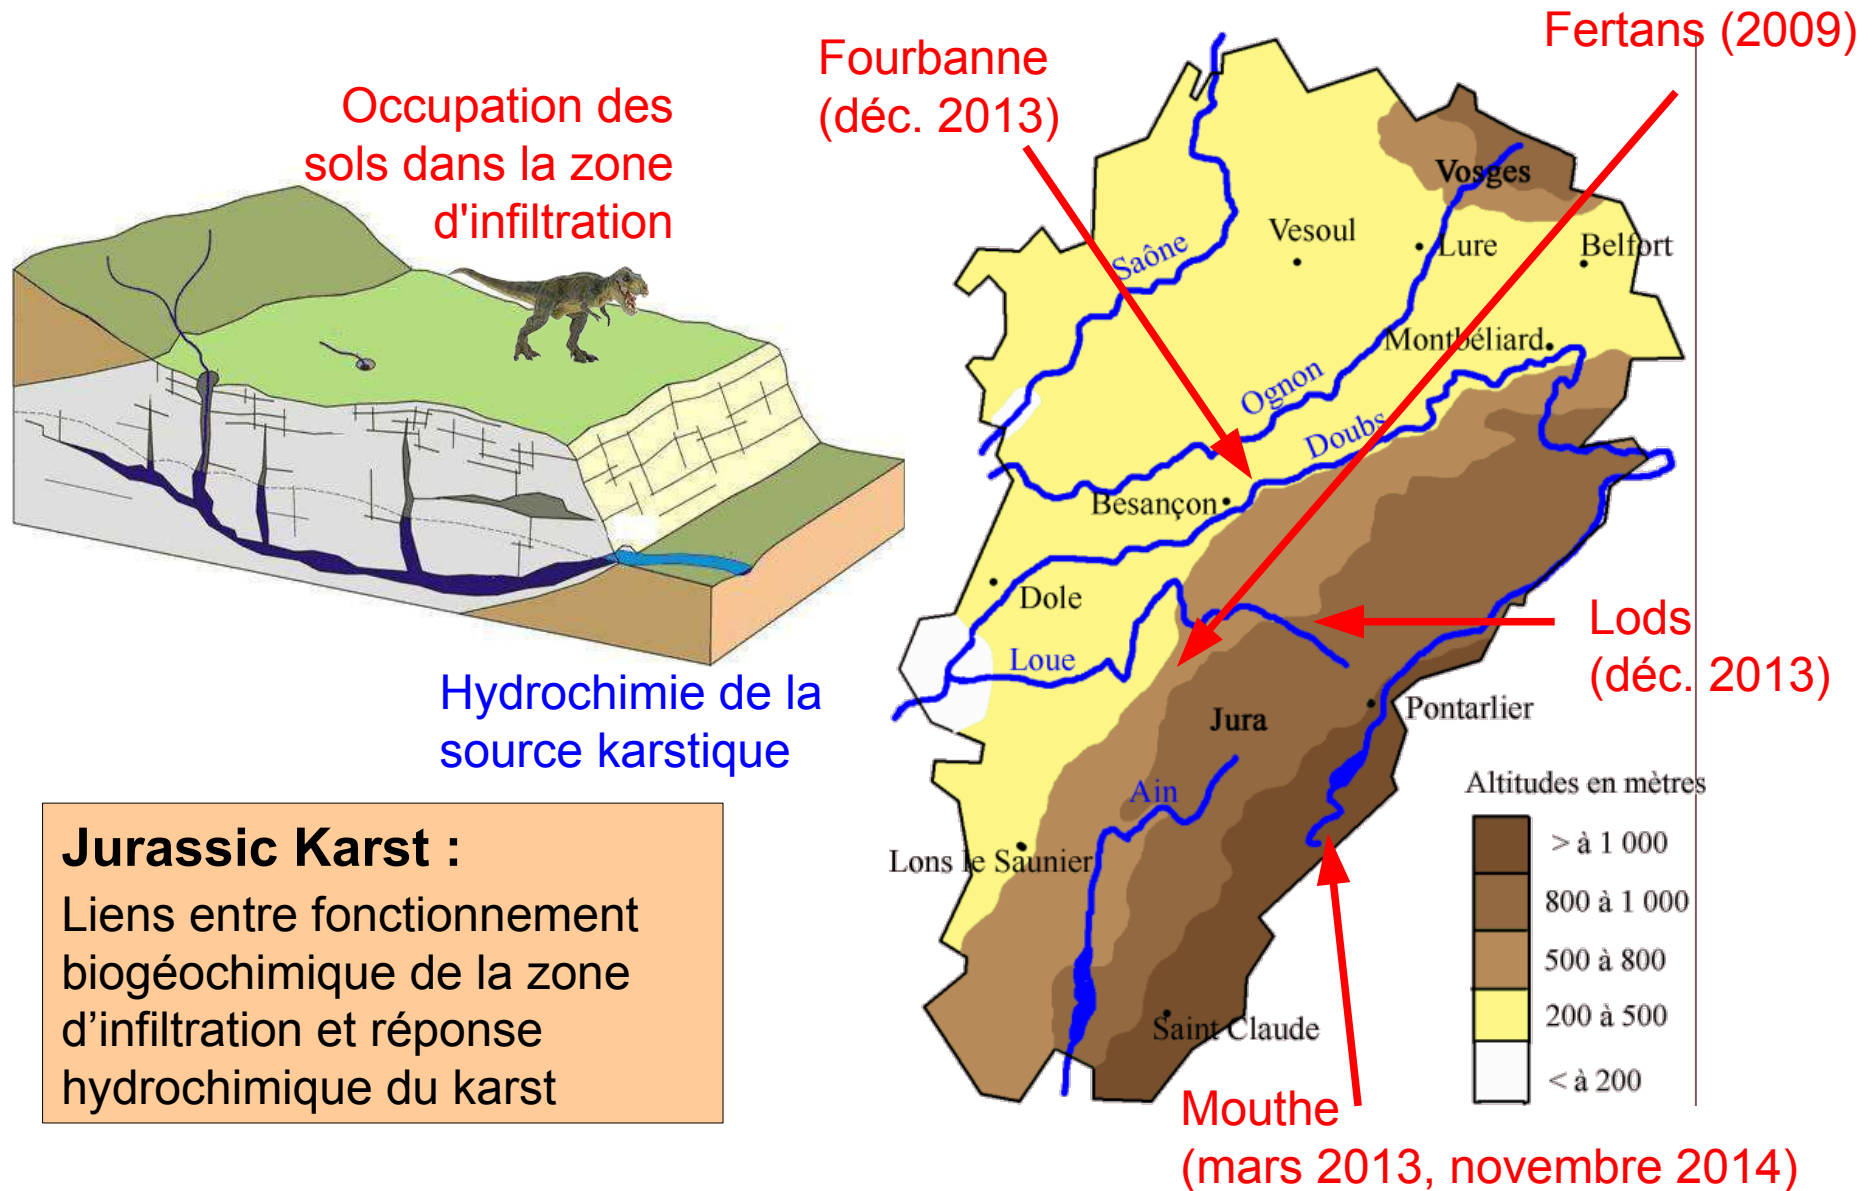 Occupation des
sols dans la zone
d'infiltration
Hydrochimie de la
source karstique
Jurassic Karst :
Liens entre fonctionnement
biogéochimique de la zone
d’infiltration et réponse
hydrochimique du karst
Fourbanne
(déc. 2013)
Fertans (2009)
Vosges
Saône
Vesoul
Lure
Belfort
Montbéliard
Ognon
Doubs
Besançon
Dole
Loue
Lods
(déc. 2013)
Pontarlier
Jura
Ain
Lons le Saunier
Saint Claude
Altitudes en mètres
> à 1 000
800 à 1 000
500 à 800
200 à 500
< à 200
Mouthe
(mars 2013, novembre 2014)